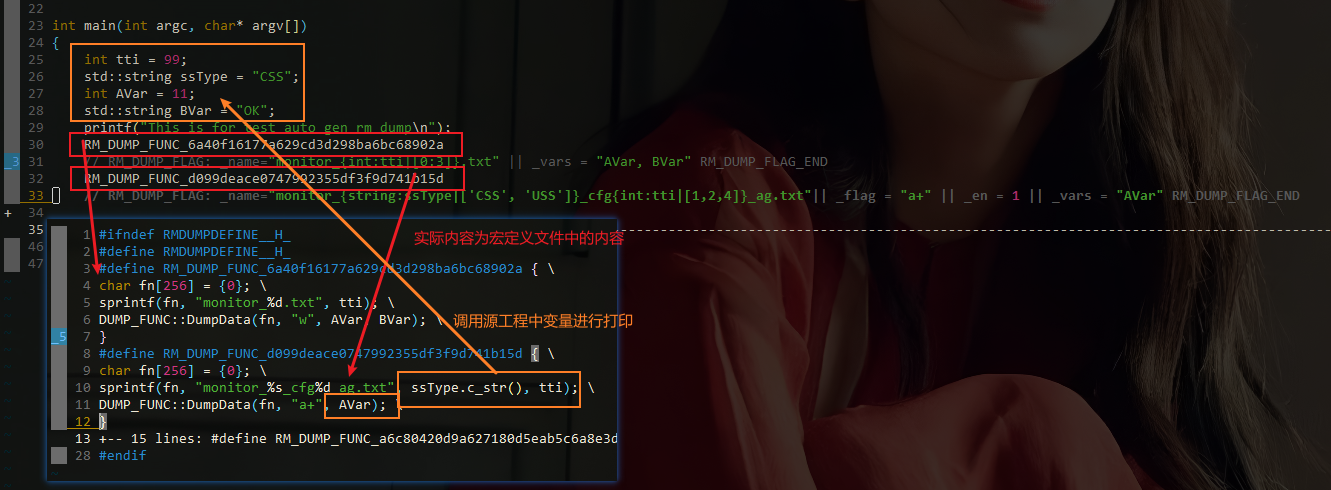 22
23 int main(int argc, char* argv[])
24 {
25 int tti = 99;
26 std::string ssType = "CSS";
27 int AVar = 11;
28 std::string BVar = "OK";
29 printf("This is for test auto gen rm dump\n");
30 RM_DUMP_FUNC_6a40f16177a629cd3d298ba6bc68902a
_3 31 // RM_DUMP_FLAG: _name="monitor_{int:tti|[0:3]}.txt" || _vars = "AVar, BVar" RM_DUMP_FLAG_END
32 RM_DUMP_FUNC_d099deace0747992355df3f9d741b15d
33 // RM_DUMP_FLAG: _name="monitor_{string:ssType|['CSS', 'USS']}_cfg{int:tti|[1,2,4]}_ag.txt"|| _flag = "a+" || _en = 1 || _vars = "AVar" RM_DUMP_FLAG_END
+ 34
35
46
47
实际内容为宏定义文件中的内容
1 #ifndef RMDUMPDEFINE__H_
2 #define RMDUMPDEFINE__H_
3 #define RM_DUMP_FUNC_6a40f16177a629cd3d298ba6bc68902a { \
4 char fn[256] = {0}; \
5 sprintf(fn, "monitor_%d.txt", tti); \
6 DUMP_FUNC::DumpData(fn, "w", AVar, BVar); \
调用源工程中变量进行打印
_5 7 }
8 #define RM_DUMP_FUNC_d099deace0747992355df3f9d741b15d { \
9 char fn[256] = {0}; \
10 sprintf(fn, "monitor_%s_cfg%d_ag.txt", ssType.c_str(), tti); \
11 DUMP_FUNC::DumpData(fn, "a+", AVar); \
12 }
13 +-- 15 lines: #define RM_DUMP_FUNC_a6c80420d9a627180d5eab5c6a8e3d
28 #endif